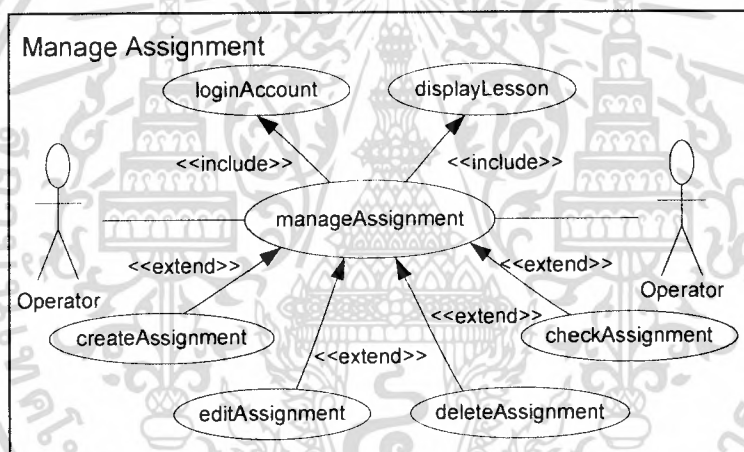 Manage Assignment
loginAccount
displayLesson
<<include>>
<<include>>
manageAssignment
<<extend>>
<<extend>>
Operator
Operator
createAssignment
<<extend>>
checkAssignment
<<extend>>
editAssignment
deleteAssignment